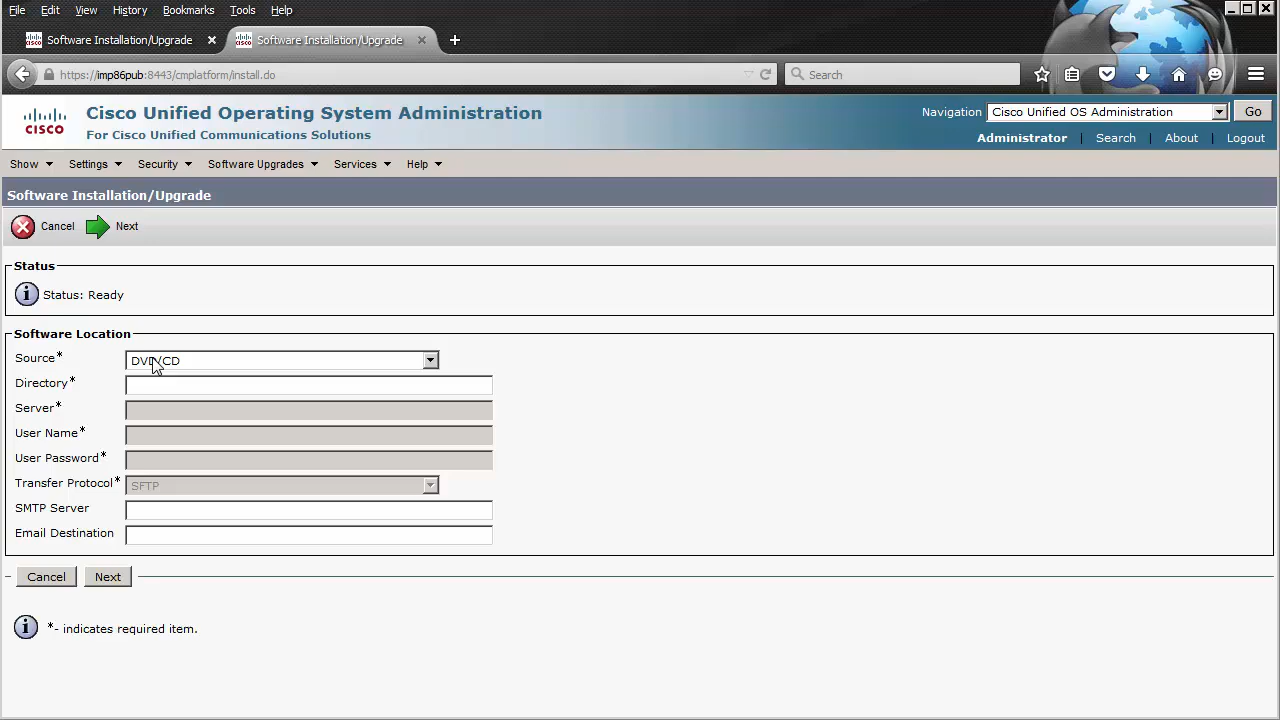 File Edit View History Bookmarks Tools Help
Software Installation/Upgrade × Software Installation/Upgrade × +
https://imp86pub:8443/cmplatform/install.do Search
CISCO Cisco Unified Operating System Administration Navigation Cisco Unified OS Administration Go
For Cisco Unified Communications Solutions Administrator | Search | About | Logout
Show Settings Security Software Upgrades Services Help
Software Installation/Upgrade
Cancel Next
Status
Status: Ready
Software Location
Source* DVD/CD
Directory*
Server*
User Name*
User Password*
Transfer Protocol* SFTP
SMTP Server
Email Destination
Cancel Next
*- indicates required item.